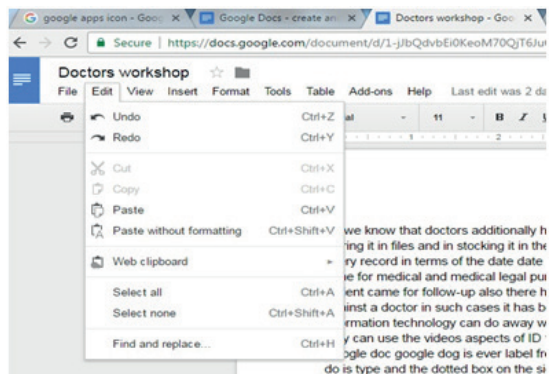 google apps icon - Goog
Google Docs - create an
Doctors workshop - Goo
Secure | https://docs.google.com/document/d/1-jJbQdvbEi0KeoM70QjT6Ju
Doctors workshop
File Edit View Insert Format Tools Table Add-ons Help Last edit was 2 da
Undo Ctrl+Z
al 11 B I U
Redo Ctrl+Y
1 2
Cut Ctrl+X
Copy Ctrl+C
Paste Ctrl+V
Paste without formatting Ctrl+Shift+V
Web clipboard
Select all Ctrl+A
Select none Ctrl+Shift+A
Find and replace... Ctrl+H
we know that doctors additionally h
ring it in files and in stocking it in the
ry record in terms of the date date
e for medical and medical legal pu
ent came for follow-up also there h
inst a doctor in such cases it has b
rmation technology can do away w
y can use the videos aspects of ID
ogle doc google dog is ever label fr
do is type and the dotted box on the si